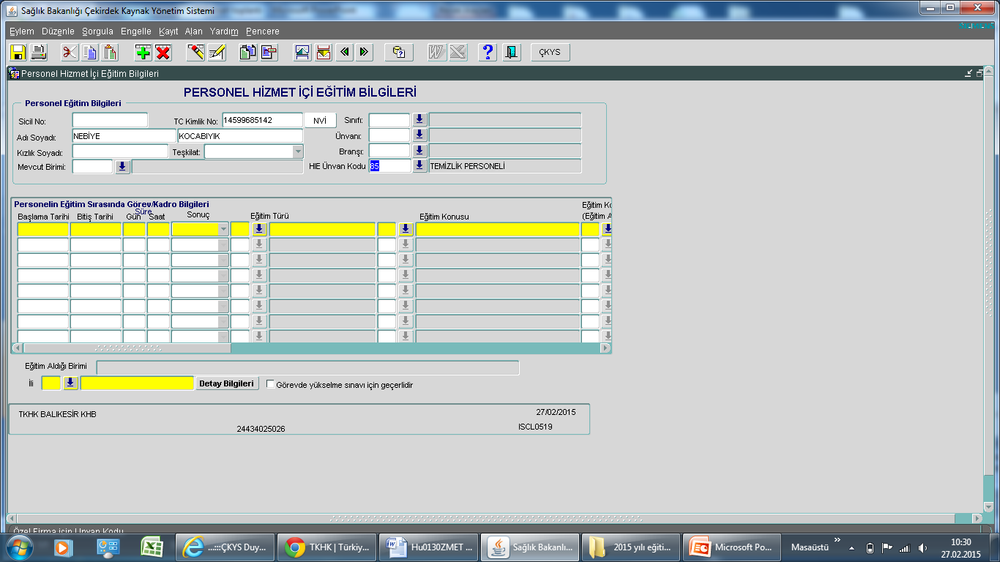 Sağlık Bakanlığı Çekirdek Kaynak Yönetim Sistemi
Eylem Düzenle Sorgula Engelle Kayıt Alan Yardım Pencere
ÇKYS
Personel Hizmet İçi Eğitim Bilgileri
PERSONEL HİZMET İÇİ EĞİTİM BİLGİLERİ
Personel Eğitim Bilgileri
Sicil No: TC Kimlik No: 14599685142 NVİ Sınıfı:
Adı Soyadı: NEBİYE KOCABIYIK Ünvanı:
Kızlık Soyadı: Teşkilat: Branşı:
Mevcut Birimi: HIE Ünvan Kodu 85 TEMİZLİK PERSONELİ
Personelin Eğitim Sırasında Görev/Kadro Bilgileri Eğitim Ko
Süre
Başlama Tarihi Bitiş Tarihi Gün Saat Sonuç Eğitim Türü Eğitim Konusu (Eğitim A
Eğitim Aldığı Birimi
İli Detay Bilgileri Görevde yükselme sınavı için geçerlidir
TKHK BALIKESİR KHB 27/02/2015
24434025026 ISCL0519
Özel Firma için Unvan Kodu
...:::ÇKYS Duy... TKHK | Türkiy... Hu0130ZMET ... Sağlık Bakanlı... 2015 yılı eğiti... Microsoft Po... Masaüstü 10:30
27.02.2015